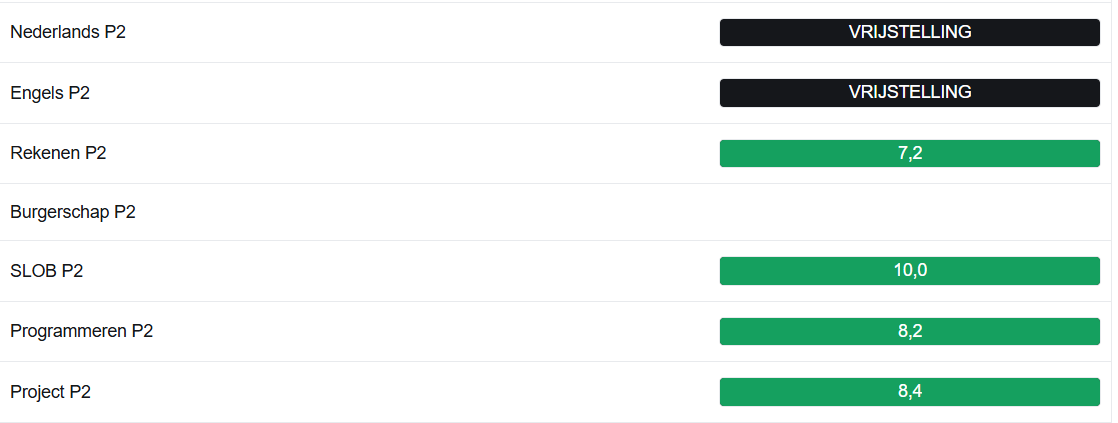 Nederlands P2 VRIJSTELLING
Engels P2 VRIJSTELLING
Rekenen P2 7,2
Burgerschap P2
SLOB P2 10,0
Programmeren P2 8,2
Project P2 8,4